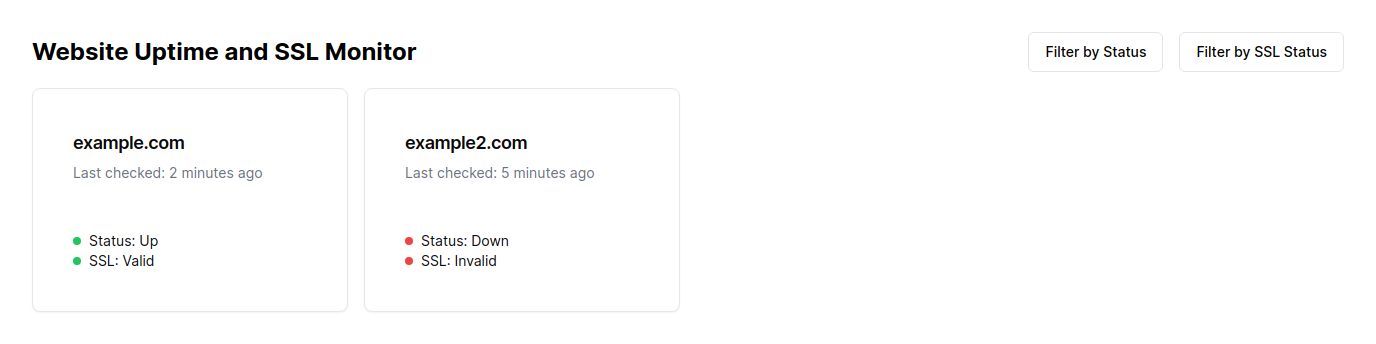 Website Uptime and SSL Monitor
Filter by Status
Filter by SSL Status
example.com
Last checked: 2 minutes ago
Status: Up
SSL: Valid
example2.com
Last checked: 5 minutes ago
Status: Down
SSL: Invalid